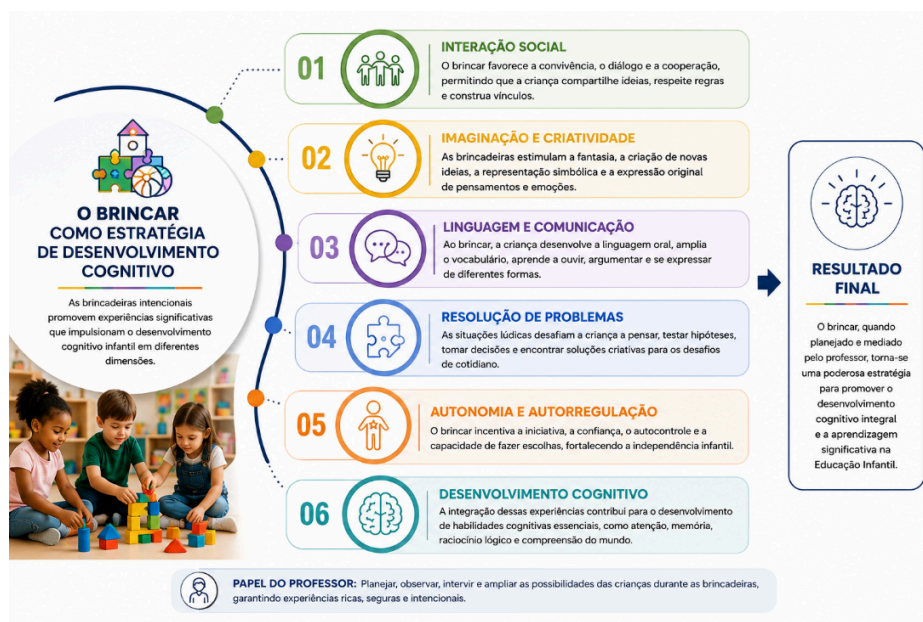 O BRINCAR
COMO ESTRATÉGIA
DE DESENVOLVIMENTO
COGNITIVO
As brincadeiras intencionais
promovem experiências significativas
que impulsionam o desenvolvimento
cognitivo infantil em diferentes
dimensões.
01
INTERAÇÃO SOCIAL
O brincar favorece a convivência, o diálogo e a cooperação,
permitindo que a criança compartilhe ideias, respeite regras
e construa vínculos.
02
IMAGINAÇÃO E CRIATIVIDADE
As brincadeiras estimulam a fantasia, a criação de novas
ideias, a representação simbólica e a expressão original
de pensamentos e emoções.
03
LINGUAGEM E COMUNICAÇÃO
Ao brincar, a criança desenvolve a linguagem oral, amplia
o vocabulário, aprende a ouvir, argumentar e se expressar
de diferentes formas.
04
RESOLUÇÃO DE PROBLEMAS
As situações lúdicas desafiam a criança a pensar, testar hipóteses,
tomar decisões e encontrar soluções criativas para os desafios
de cotidiano.
05
AUTONOMIA E AUTORREGULAÇÃO
O brincar incentiva a iniciativa, a confiança, o autocontrole e a
capacidade de fazer escolhas, fortalecendo a independência infantil.
06
DESENVOLVIMENTO COGNITIVO
A integração dessas experiências contribui para o desenvolvimento
de habilidades cognitivas essenciais, como atenção, memória,
raciocínio lógico e compreensão do mundo.
RESULTADO
FINAL
O brincar, quando
planejado e mediado
pelo professor, torna-se
uma poderosa estratégia
para promover o
desenvolvimento
cognitivo integral
e a aprendizagem
significativa na
Educação Infantil.
PAPEL DO PROFESSOR: Planejar, observar, intervir e ampliar as possibilidades das crianças durante as brincadeiras,
garantindo experiências ricas, seguras e intencionais.